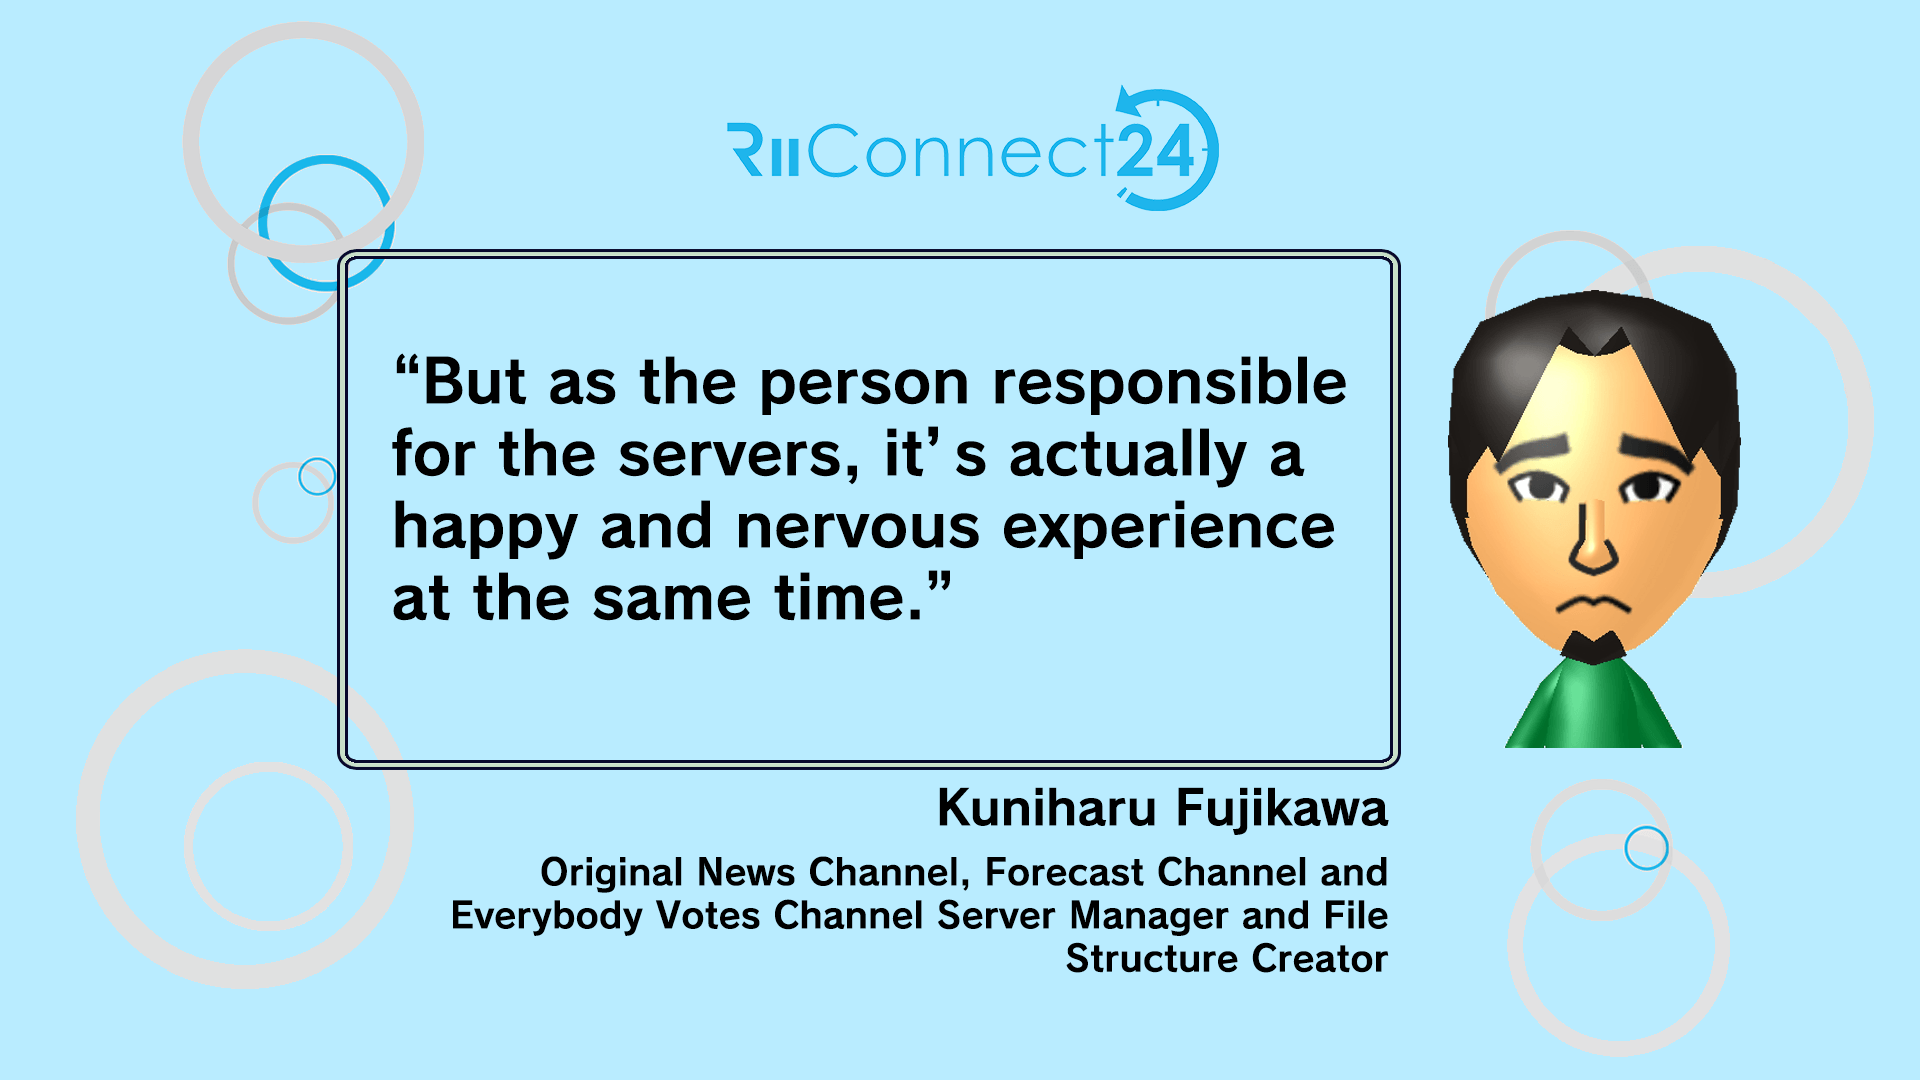 RiiConnect24
“But as the person responsible
for the servers, it’s actually a
happy and nervous experience
at the same time.”
Kuniharu Fujikawa
Original News Channel, Forecast Channel and
Everybody Votes Channel Server Manager and File
Structure Creator